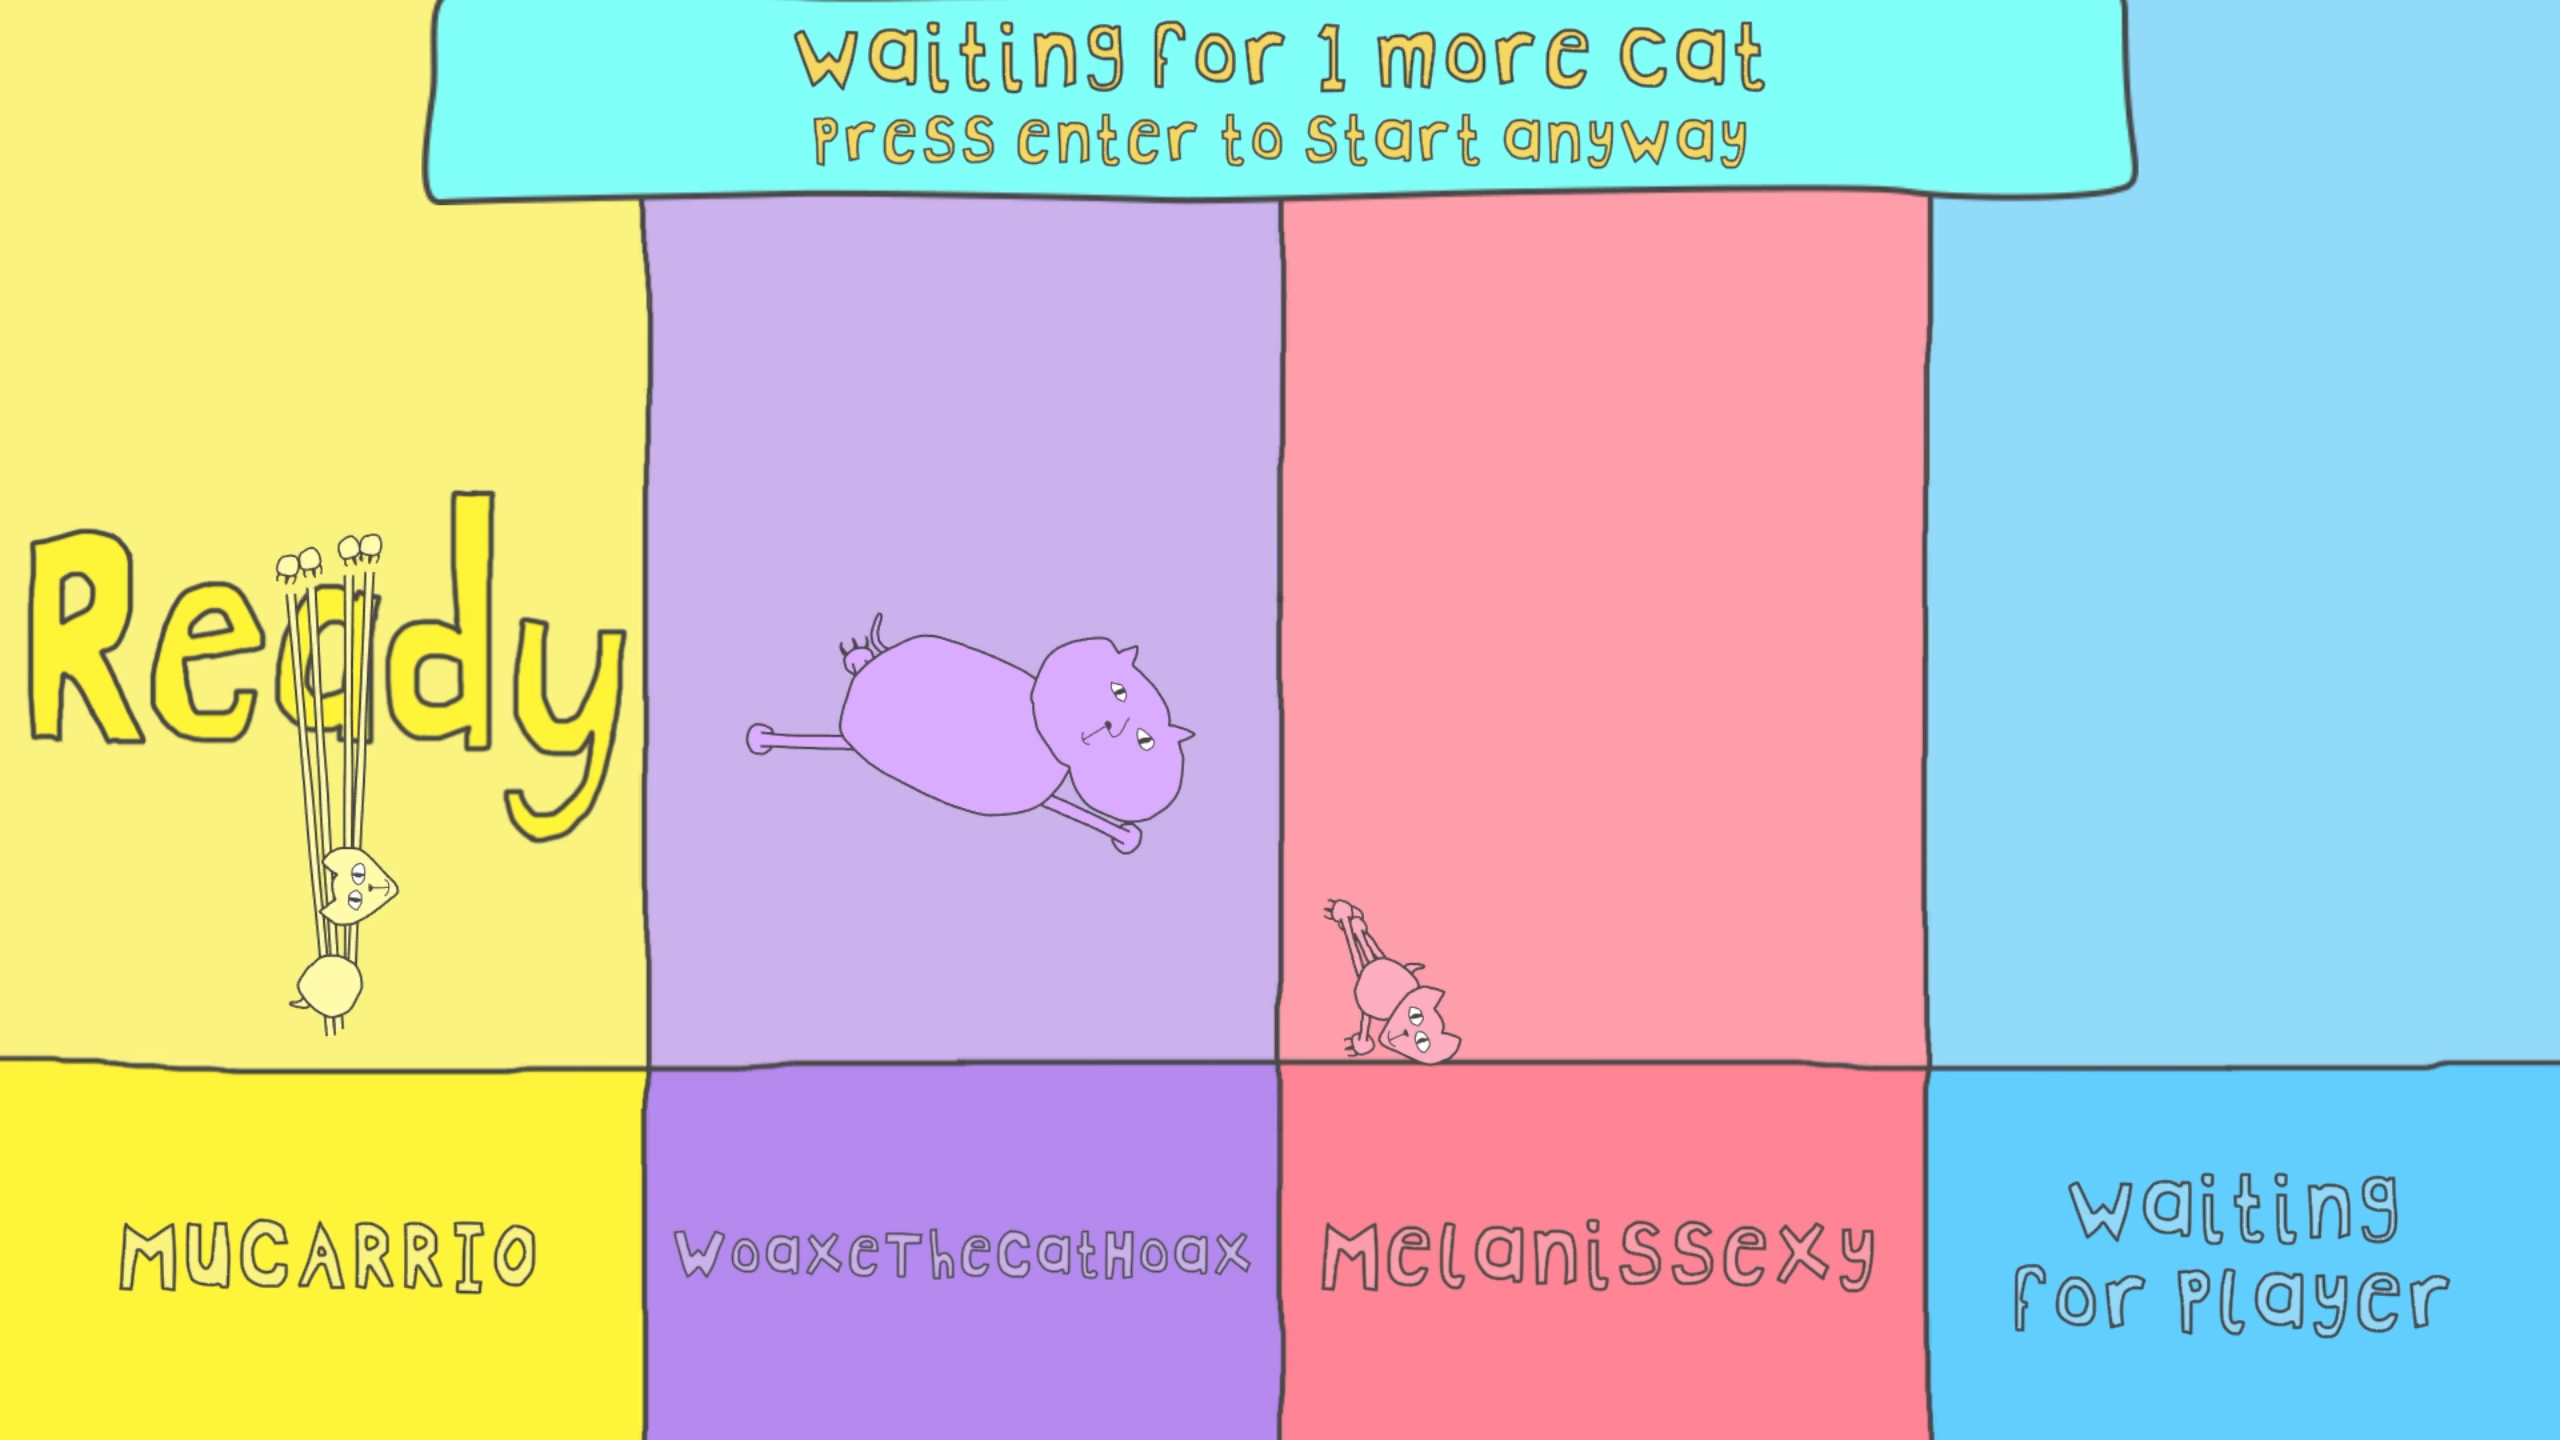 waiting for 1 more cat
press enter to start anyway
Ready
MUCARRIO
WoaxeTheCatHoax
Melanissexy
waiting
for player